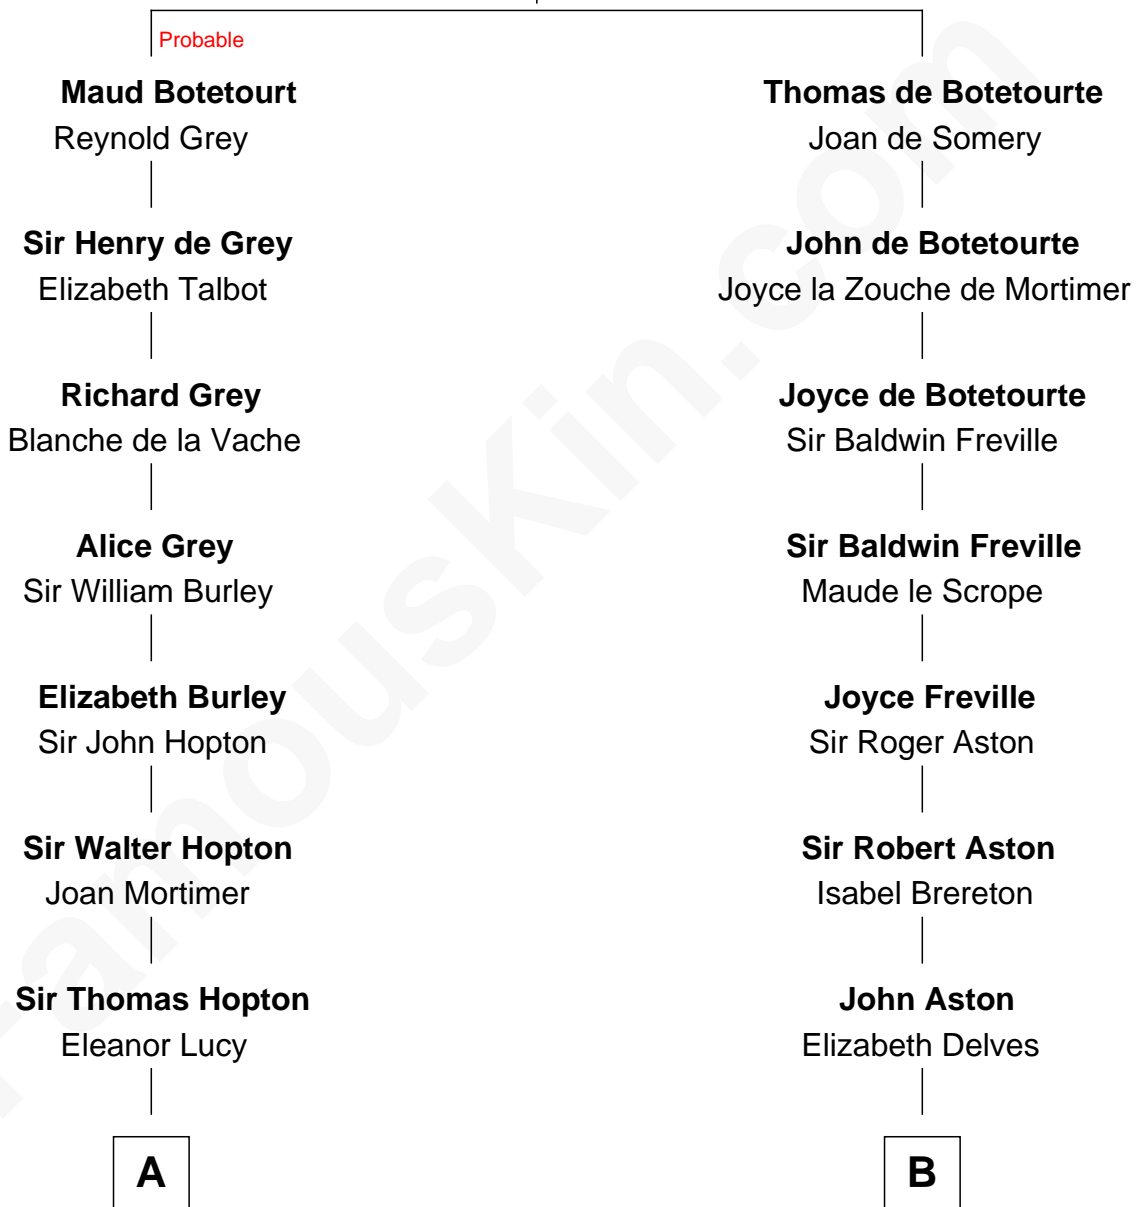 Probable
Maud Botetourt
Reynold Grey
Sir Henry de Grey
Elizabeth Talbot
Richard Grey
Blanche de la Vache
Alice Grey
Sir William Burley
Elizabeth Burley
Sir John Hopton
Sir Walter Hopton
Joan Mortimer
Sir Thomas Hopton
Eleanor Lucy
A
Thomas de Botetourte
Joan de Somery
John de Botetourte
Joyce la Zouche de Mortimer
Joyce de Botetourte
Sir Baldwin Freville
Sir Baldwin Freville
Maude le Scrope
Joyce Freville
Sir Roger Aston
Sir Robert Aston
Isabel Brereton
John Aston
Elizabeth Delves
B
FamousKin.com